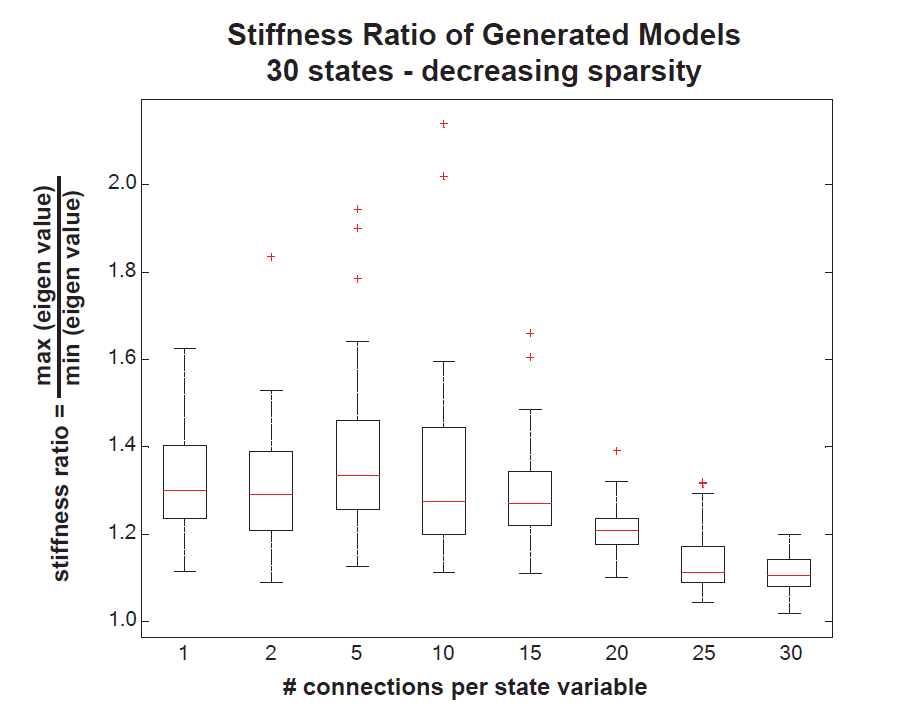 Stiffness Ratio of Generated Models
30 states - decreasing sparsity
stiffness ratio = max (eigen value)
min (eigen value)
2.0
1.8
1.6
1.4
1.2
1.0
1 2 5 10 15 20 25 30
# connections per state variable